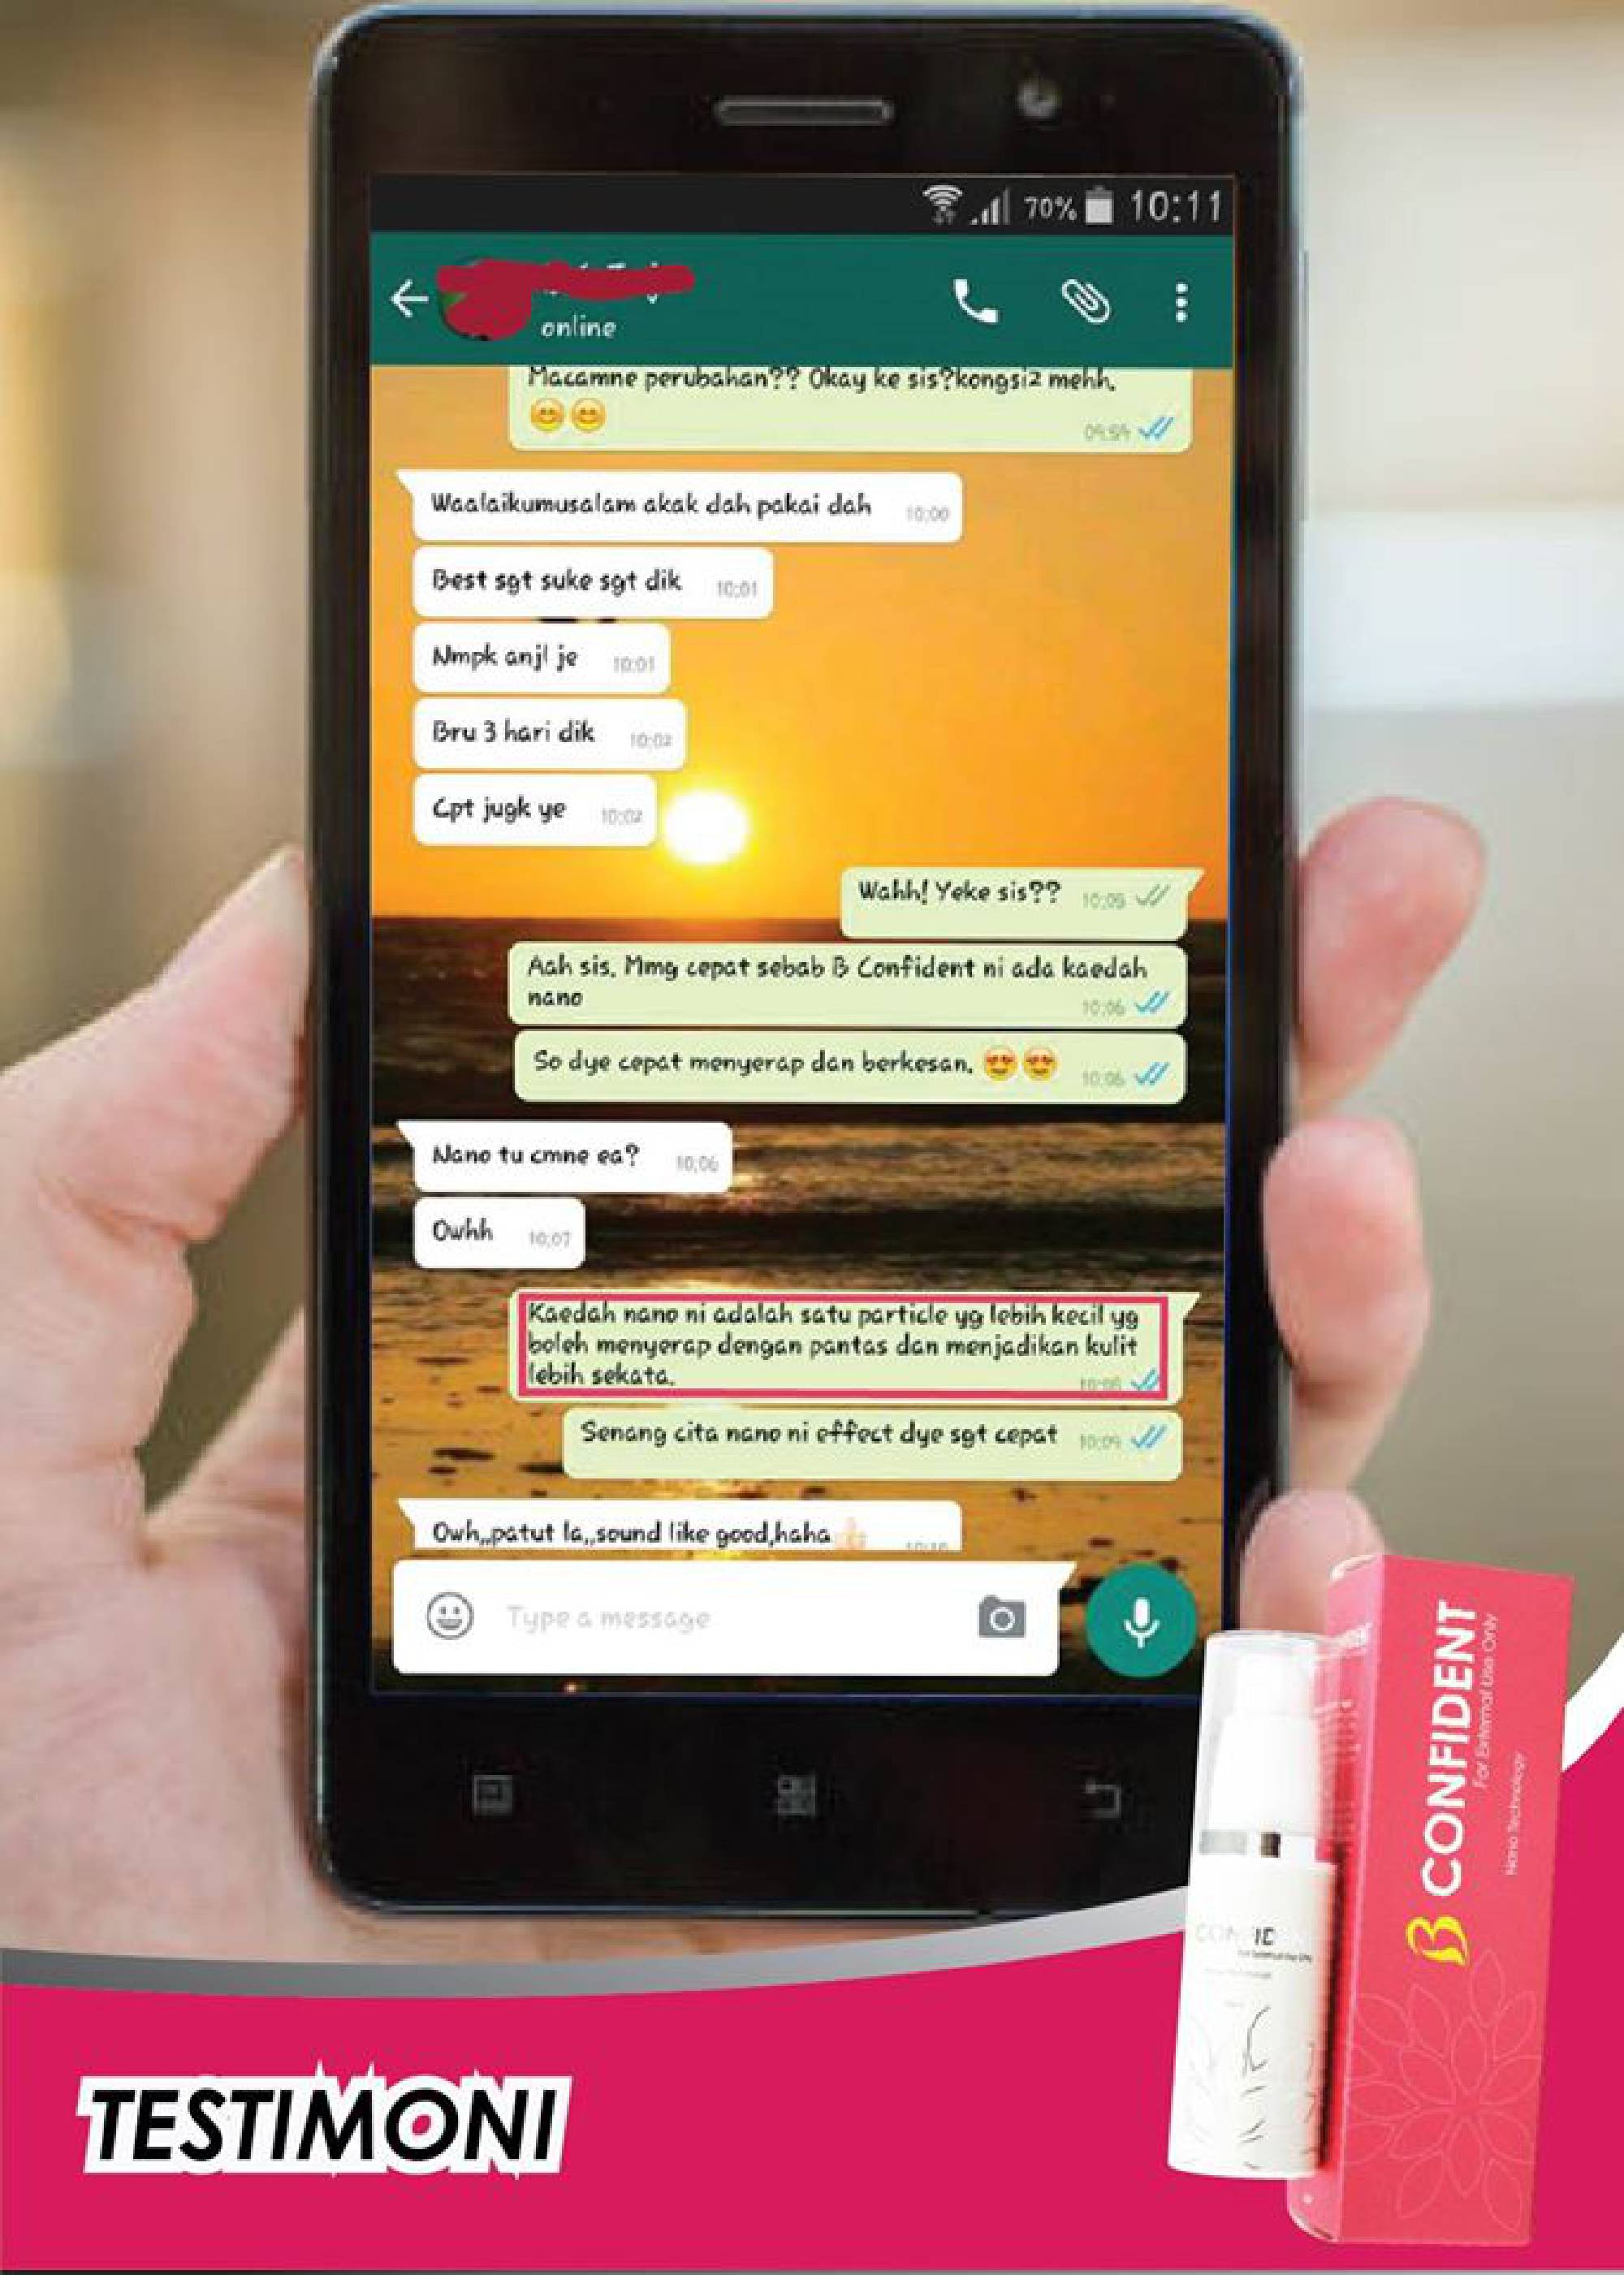 70% 10:11
online
Macamne perubahan?? Okay ke sis?kongsi2 mehh.
😊😊
09:59
Waalaikumusalam akak dah pakai dah 10:00
Best sgt suke sgt dik 10:01
Nmpk anjl je 10:01
Bru 3 hari dik 10:02
Cpt jugk ye 10:02
Wahh! Yeke sis?? 10:05
Aah sis. Mmg cepat sebab B Confident ni ada kaedah
nano 10:06
So dye cepat menyerap dan berkesan. 😍😍 10:06
Nano tu cmne ea? 10:06
Owhh 10:07
Kaedah nano ni adalah satu particle yg lebih kecil yg
boleh menyerap dengan pantas dan menjadikan kulit
lebih sekata.
Senang cita nano ni effect dye sgt cepat 10:09
Owh,,patut la,,sound like good,haha👍 10:10
Type a message
B CONFIDENT
For External Use Only
Nano Technology
TESTIMONI